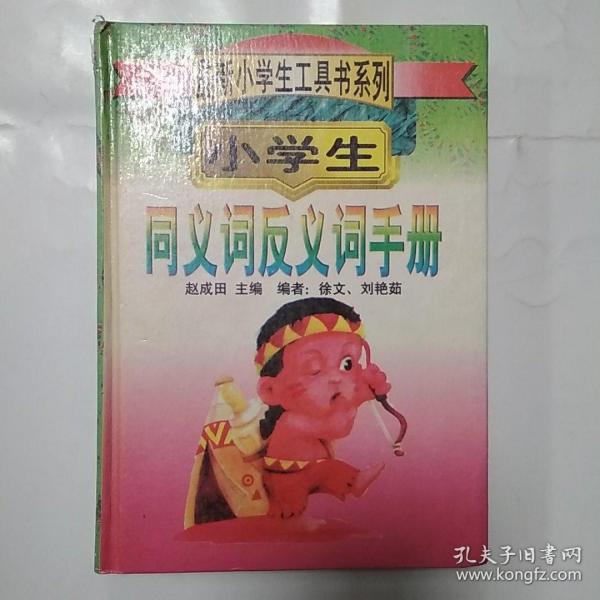 最新小学生工具书系列
小学生
同义词反义词手册
赵成田 主编 编者：徐文、刘艳茹
孔夫子旧书网
www.kongfz.com